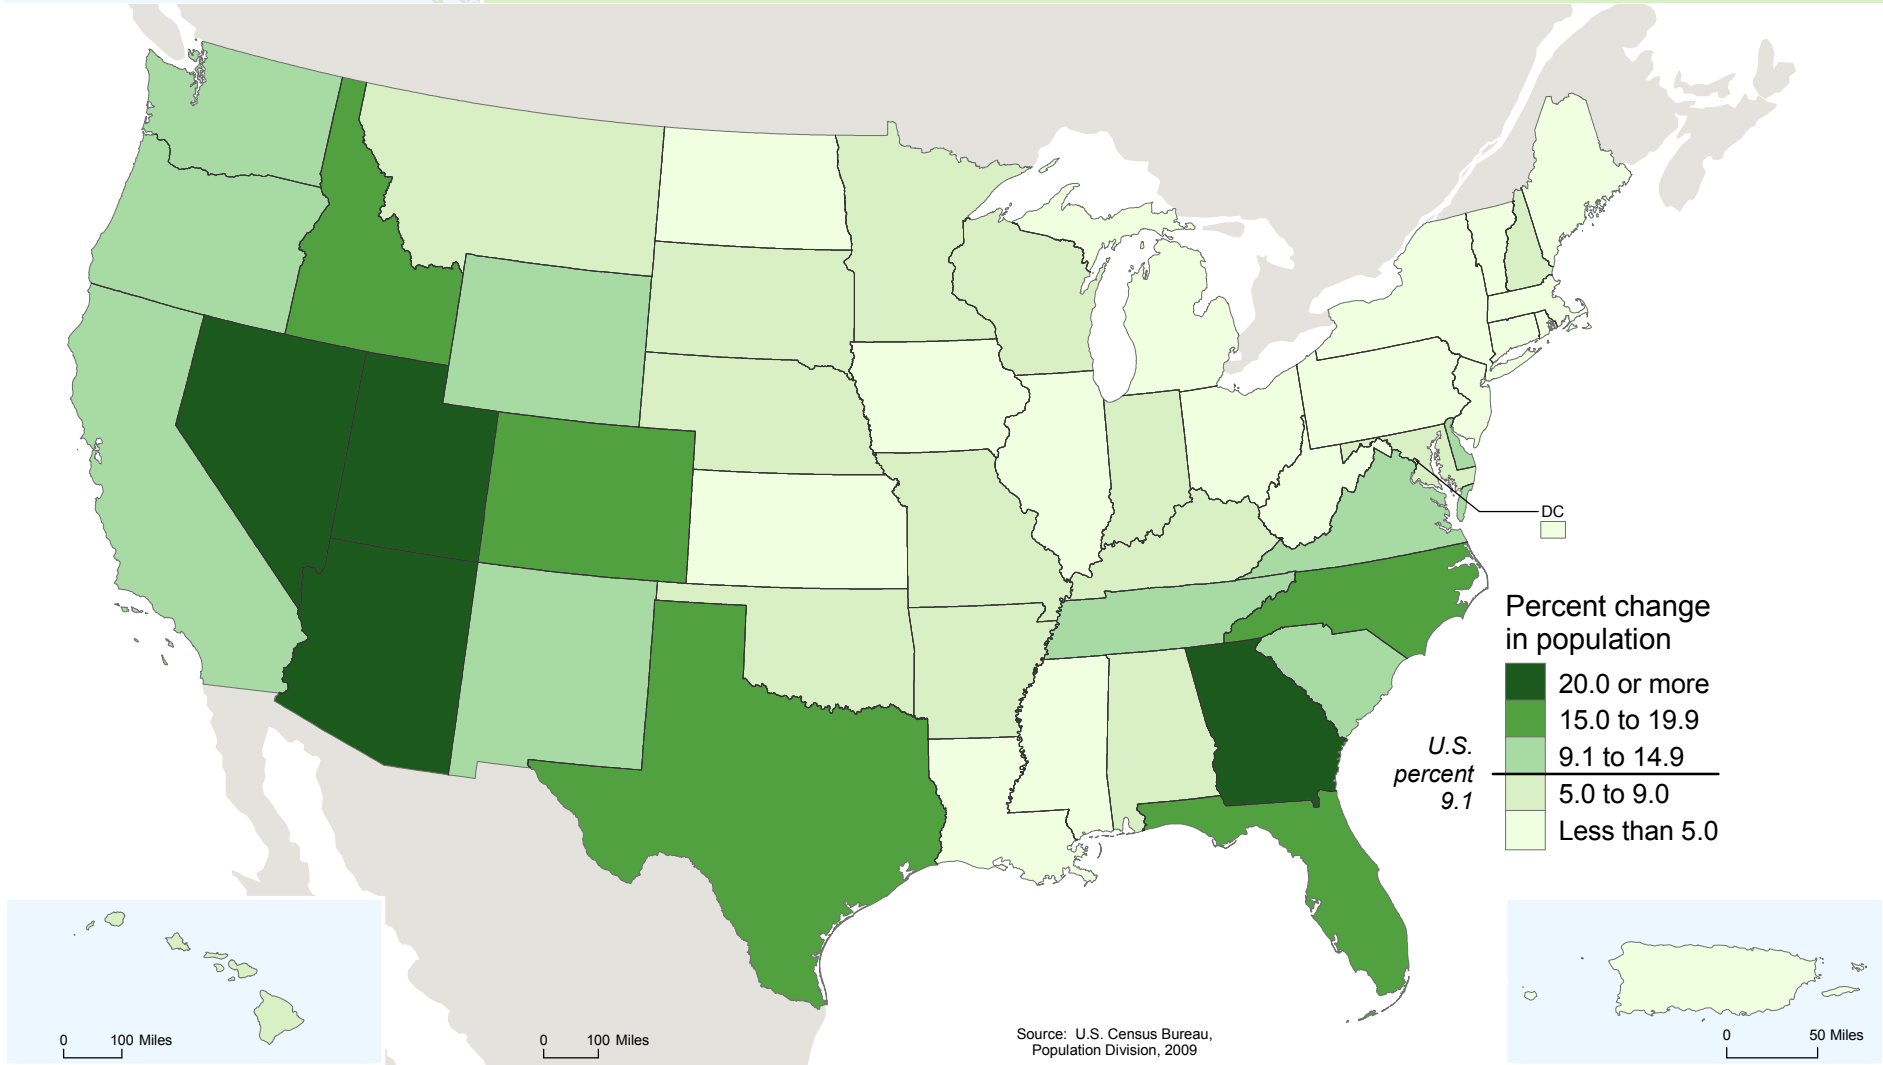 DC
Percent change
in population
20.0 or more
15.0 to 19.9
9.1 to 14.9
5.0 to 9.0
Less than 5.0
U.S.
percent
9.1
0 100 Miles
0 100 Miles
Source: U.S. Census Bureau,
Population Division, 2009
0 50 Miles